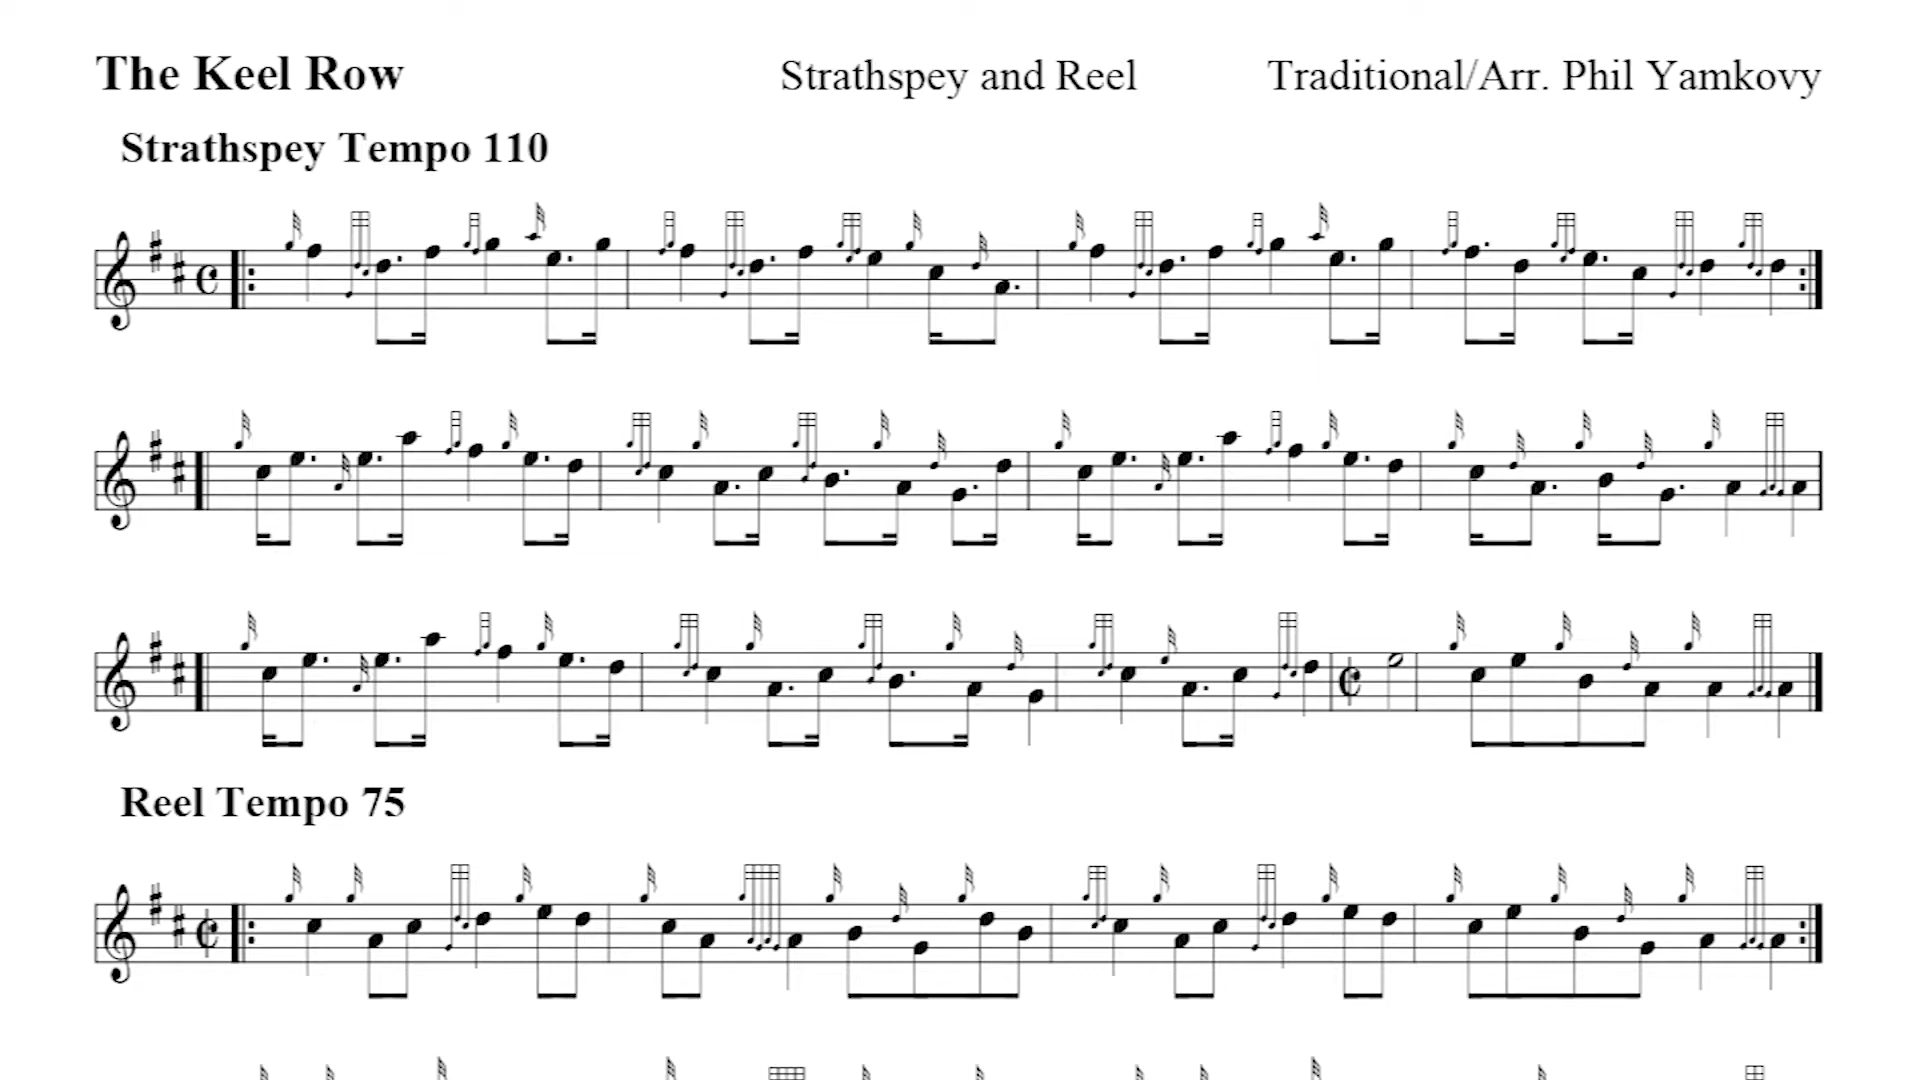 The Keel Row Strathspey and Reel Traditional/Arr. Phil Yamkovy
Strathspey Tempo 110
Reel Tempo 75